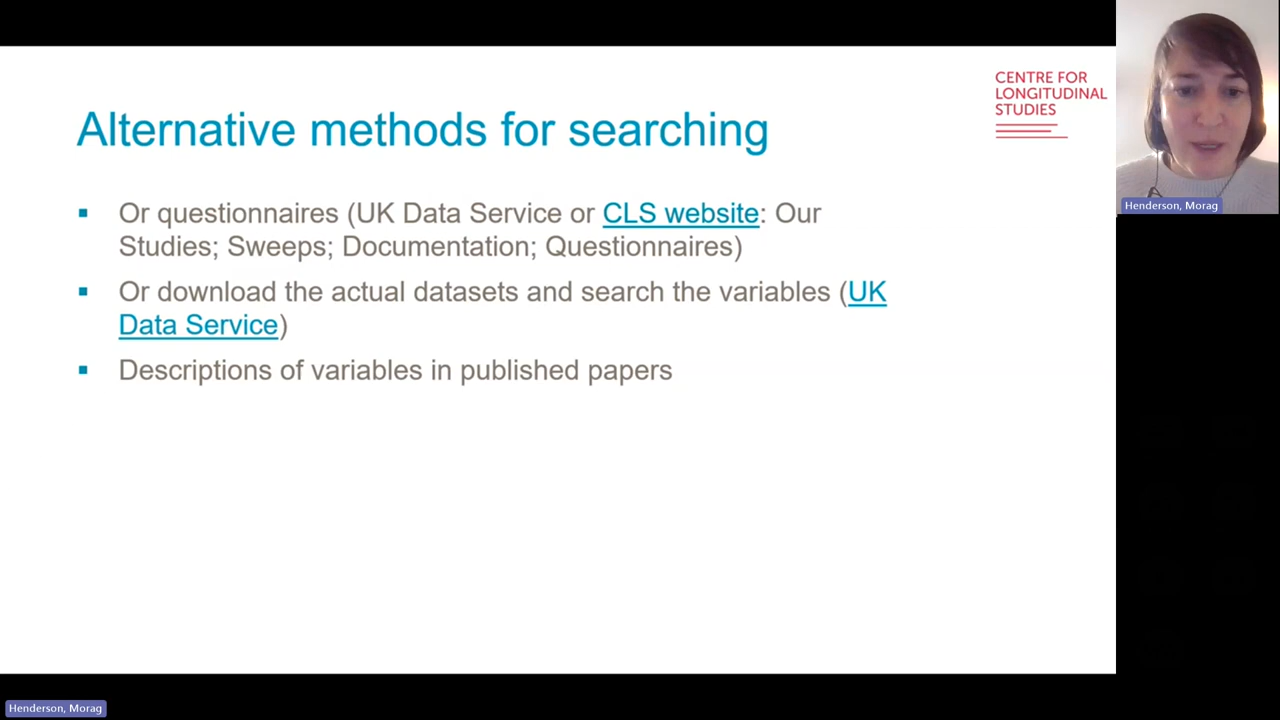 Alternative methods for searching
CENTRE FOR
LONGITUDINAL
STUDIES
▪ Or questionnaires (UK Data Service or CLS website: Our
Studies; Sweeps; Documentation; Questionnaires)
▪ Or download the actual datasets and search the variables (UK
Data Service)
▪ Descriptions of variables in published papers
Henderson, Morag
Henderson, Morag